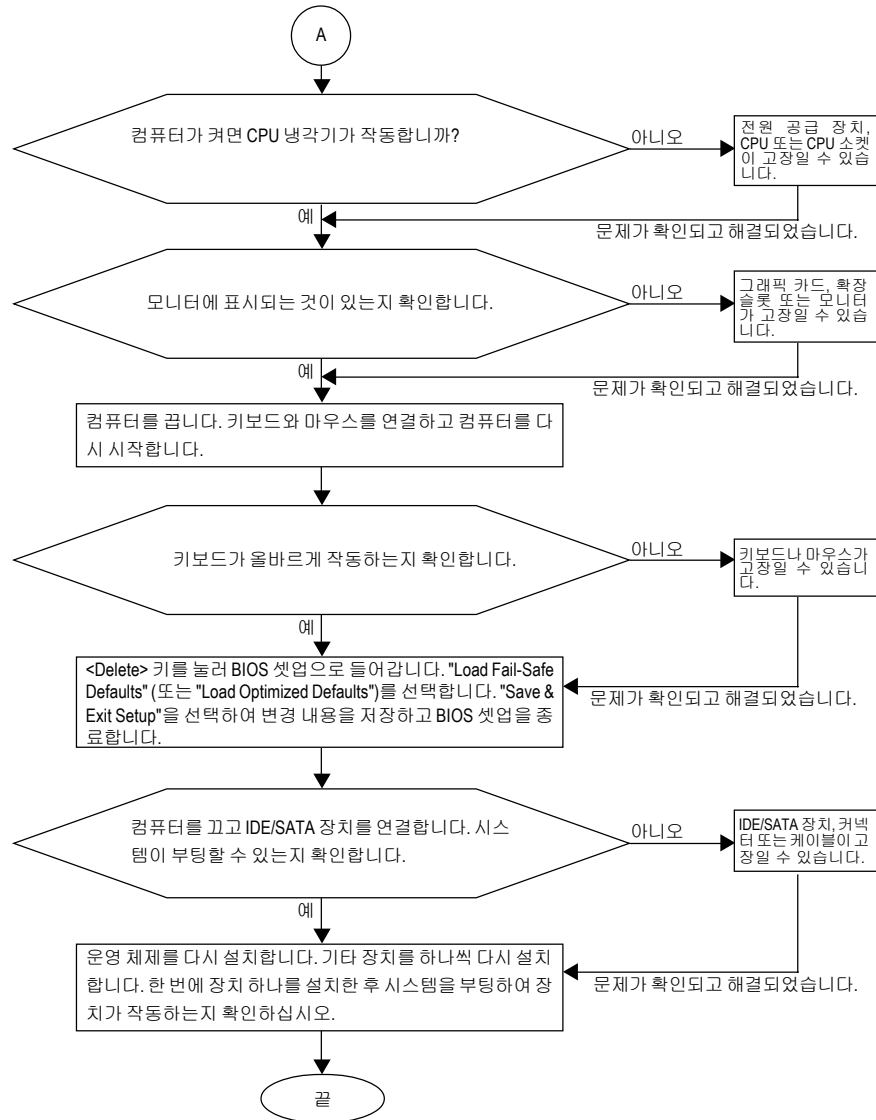 A
컴퓨터가 켜면 CPU 냉각기가 작동합니까?
아니오
전원 공급 장치,
CPU 또는 CPU 소켓
이 고장일 수 있습
니다.
예
문제가 확인되고 해결되었습니다.
모니터에 표시되는 것이 있는지 확인합니다.
아니오
그래픽 카드, 확장
슬롯 또는 모니터
가 고장일 수 있습
니다.
예
문제가 확인되고 해결되었습니다.
컴퓨터를 끕니다. 키보드와 마우스를 연결하고 컴퓨터를 다
시 시작합니다.
키보드가 올바르게 작동하는지 확인합니다.
아니오
키보드나 마우스가
고장일 수 있습니
다.
예
<Delete> 키를 눌러 BIOS 셋업으로 들어갑니다. "Load Fail-Safe
Defaults" (또는 "Load Optimized Defaults")를 선택합니다. "Save &
Exit Setup"을 선택하여 변경 내용을 저장하고 BIOS 셋업을 종
료합니다.
문제가 확인되고 해결되었습니다.
컴퓨터를 끄고 IDE/SATA 장치를 연결합니다. 시스
템이 부팅할 수 있는지 확인합니다.
아니오
IDE/SATA 장치, 커넥
터 또는 케이블이 고
장일 수 있습니다.
예
운영 체제를 다시 설치합니다. 기타 장치를 하나씩 다시 설치
합니다. 한 번에 장치 하나를 설치한 후 시스템을 부팅하여 장
치가 작동하는지 확인하십시오.
문제가 확인되고 해결되었습니다.
끝